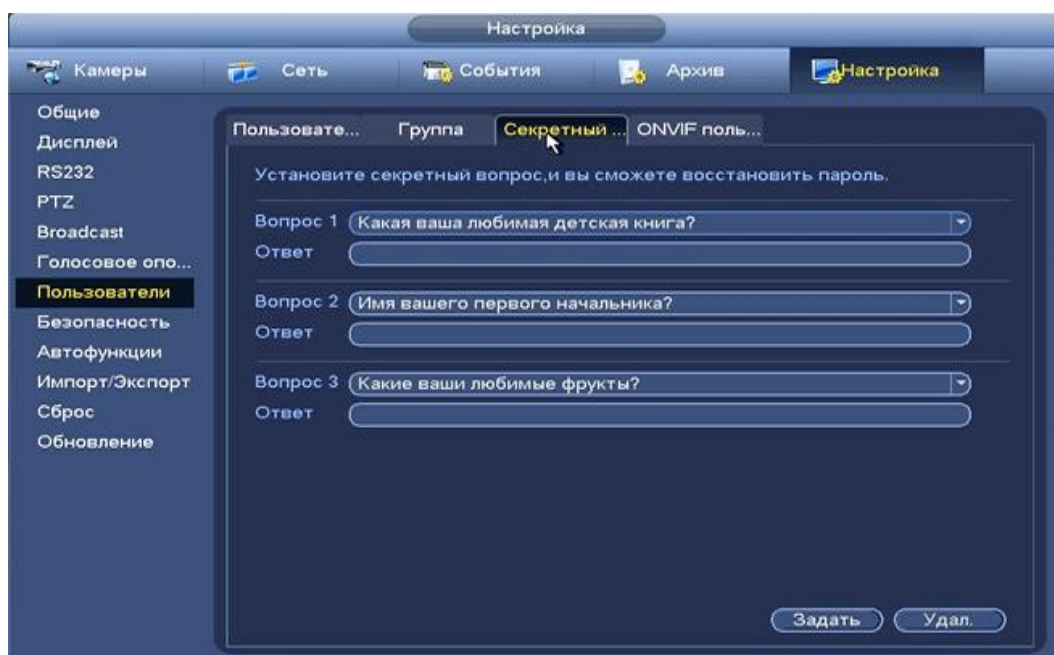 Настройка
Камеры Сеть События Архив Настройка
Общие
Дисплей
RS232
PTZ
Broadcast
Голосовое опо...
Пользователи
Безопасность
Автофункции
Импорт/Экспорт
Сброс
Обновление
Пользовате... Группа Секретный ... ONVIF поль...
Установите секретный вопрос,и вы сможете восстановить пароль.
Вопрос 1 Какая ваша любимая детская книга?
Ответ
Вопрос 2 Имя вашего первого начальника?
Ответ
Вопрос 3 Какие ваши любимые фрукты?
Ответ
Задать Удал.